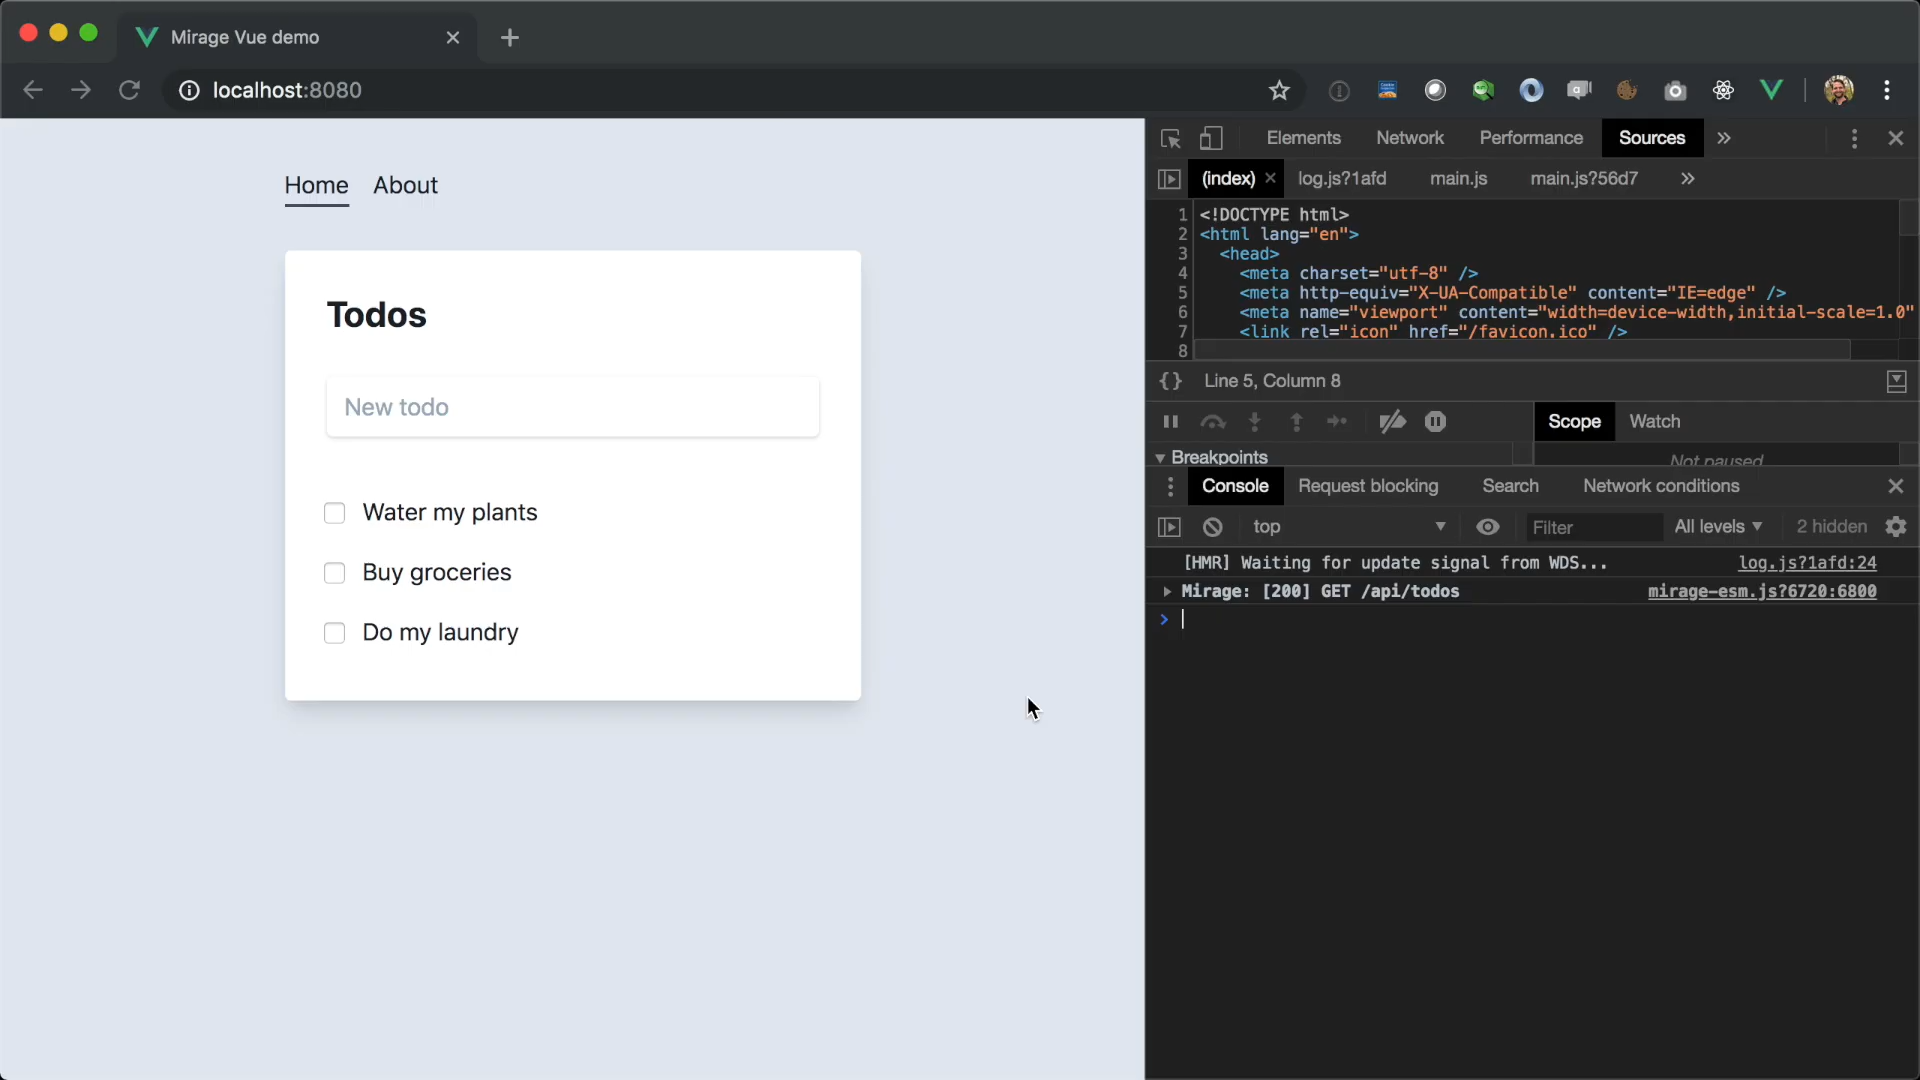 Mirage Vue demo
localhost:8080
Home About
Todos
New todo
Water my plants
Buy groceries
Do my laundry
Elements Network Performance Sources
(index) log.js?1afd main.js main.js?56d7
1 <!DOCTYPE html>
2 <html lang="en">
3 <head>
4 <meta charset="utf-8" />
5 <meta http-equiv="X-UA-Compatible" content="IE=edge" />
6 <meta name="viewport" content="width=device-width,initial-scale=1.0"
7 <link rel="icon" href="/favicon.ico" />
8
{} Line 5, Column 8
Scope Watch
Breakpoints
Not paused
Console Request blocking Search Network conditions
top Filter All levels 2 hidden
[HMR] Waiting for update signal from WDS... log.js?1afd:24
Mirage: [200] GET /api/todos mirage-esm.js?6720:6800